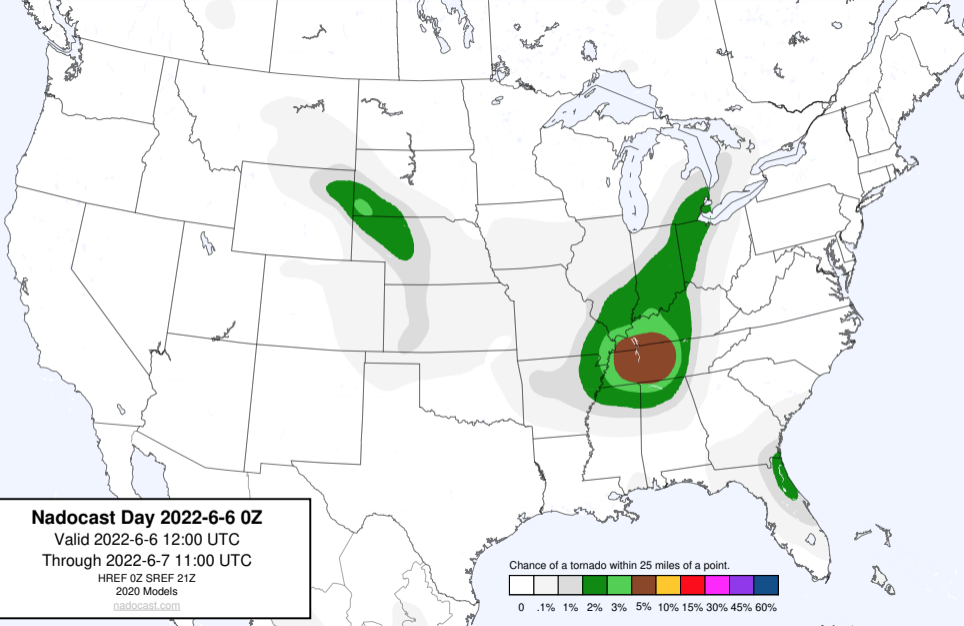 Nadocast Day 2022-6-6 0Z
Valid 2022-6-6 12:00 UTC
Through 2022-6-7 11:00 UTC
HREF 0Z SREF 21Z
2020 Models
nadocast.com
Chance of a tornado within 25 miles of a point.
0 .1% 1% 2% 3% 5% 10% 15% 30% 45% 60%